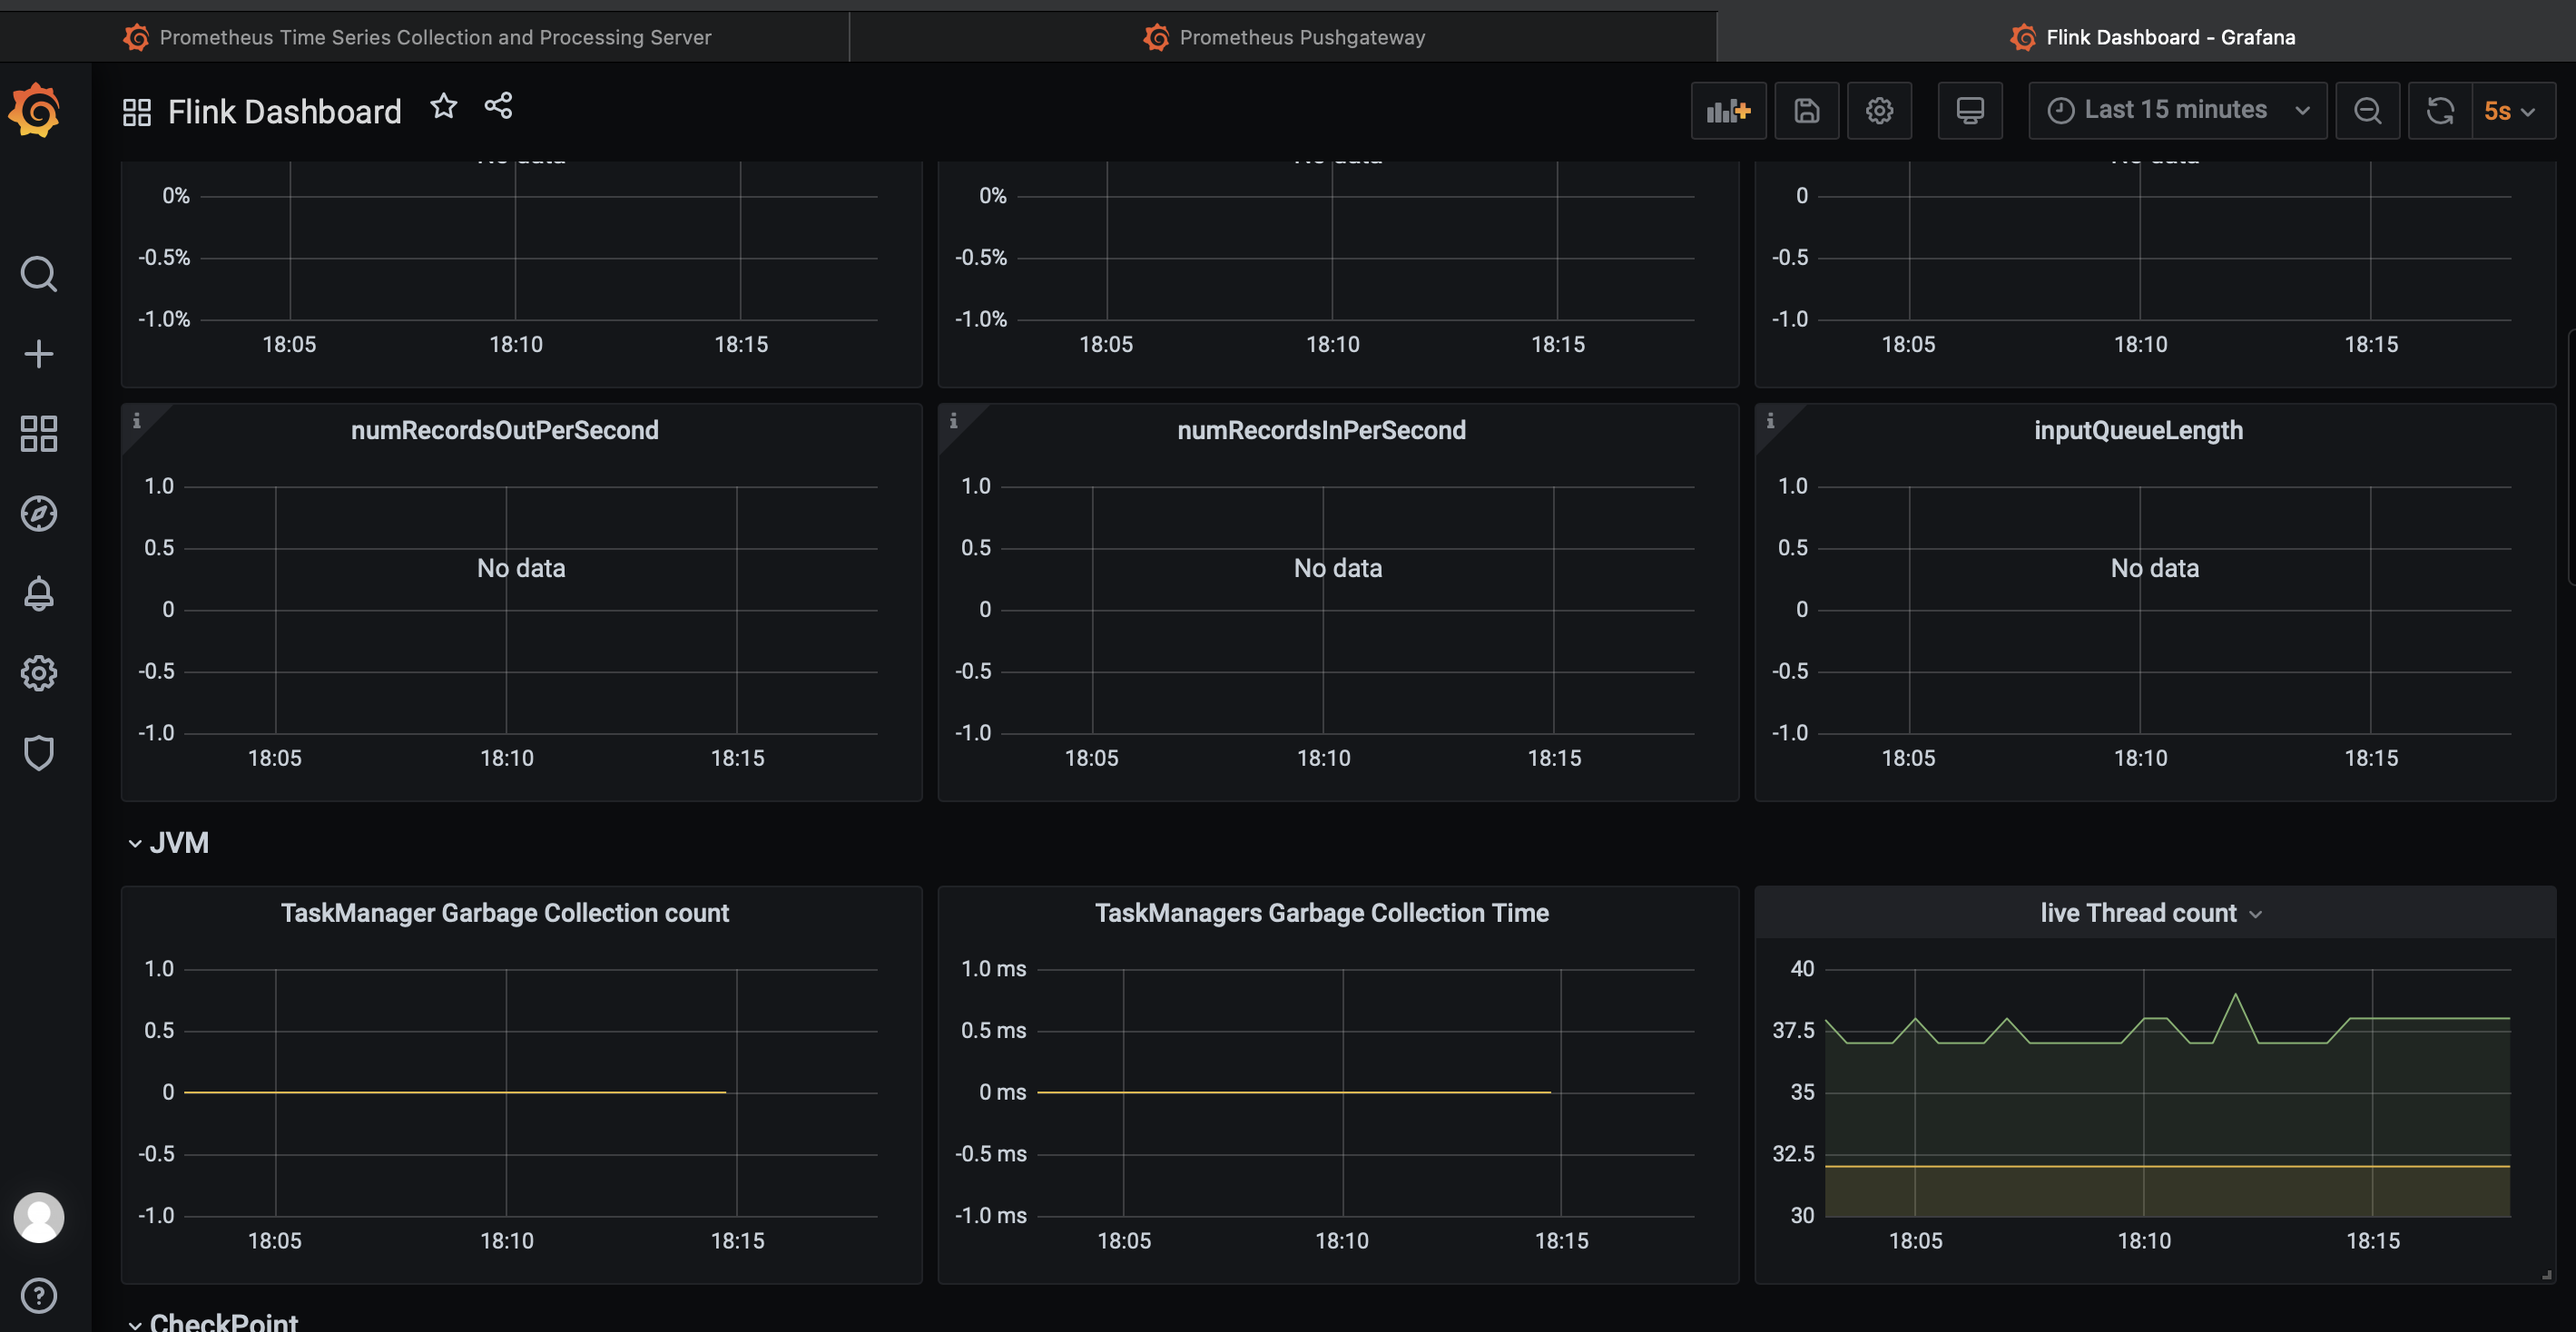 Prometheus Time Series Collection and Processing Server
Prometheus Pushgateway
Flink Dashboard - Grafana
Flink Dashboard
Last 15 minutes
5s
No data
No data
No data
0%
-0.5%
-1.0%
18:05 18:10 18:15
0%
-0.5%
-1.0%
18:05 18:10 18:15
0
-0.5
-1.0
18:05 18:10 18:15
numRecordsOutPerSecond
1.0
0.5
No data
0
-0.5
-1.0
18:05 18:10 18:15
numRecordsInPerSecond
1.0
0.5
No data
0
-0.5
-1.0
18:05 18:10 18:15
inputQueueLength
1.0
0.5
No data
0
-0.5
-1.0
18:05 18:10 18:15
JVM
TaskManager Garbage Collection count
1.0
0.5
0
-0.5
-1.0
18:05 18:10 18:15
TaskManagers Garbage Collection Time
1.0 ms
0.5 ms
0 ms
-0.5 ms
-1.0 ms
18:05 18:10 18:15
live Thread count
40
37.5
35
32.5
30
18:05 18:10 18:15
CheckPoint